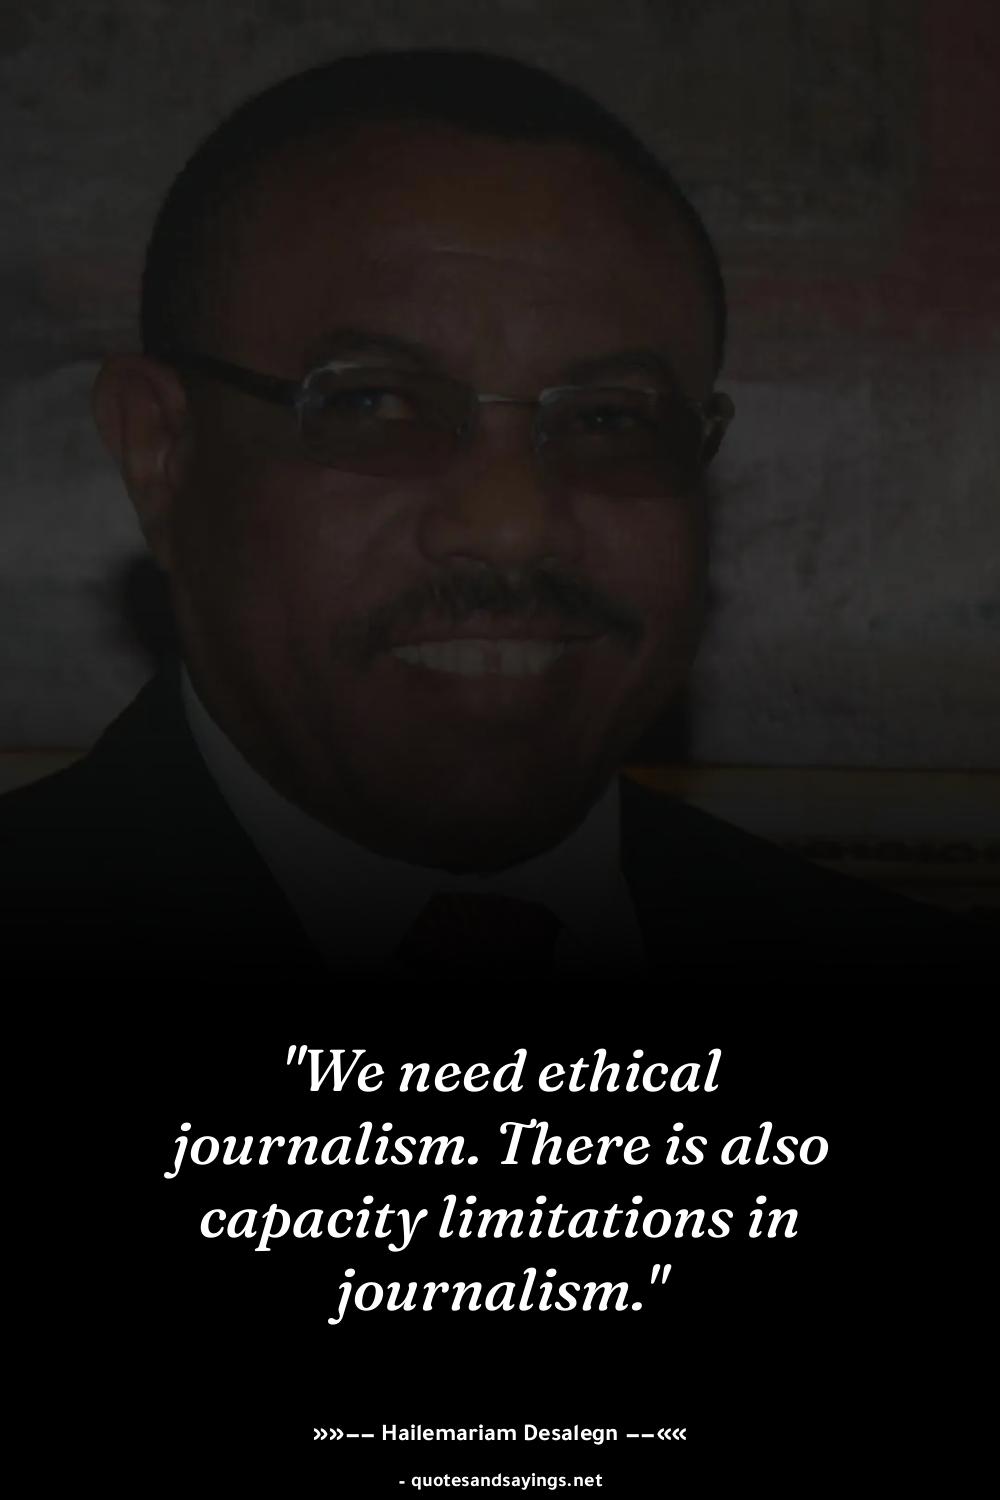 "We need ethical
journalism. There is also
capacity limitations in
journalism."
»»–– Hailemariam Desalegn ––««
- quotesandsayings.net